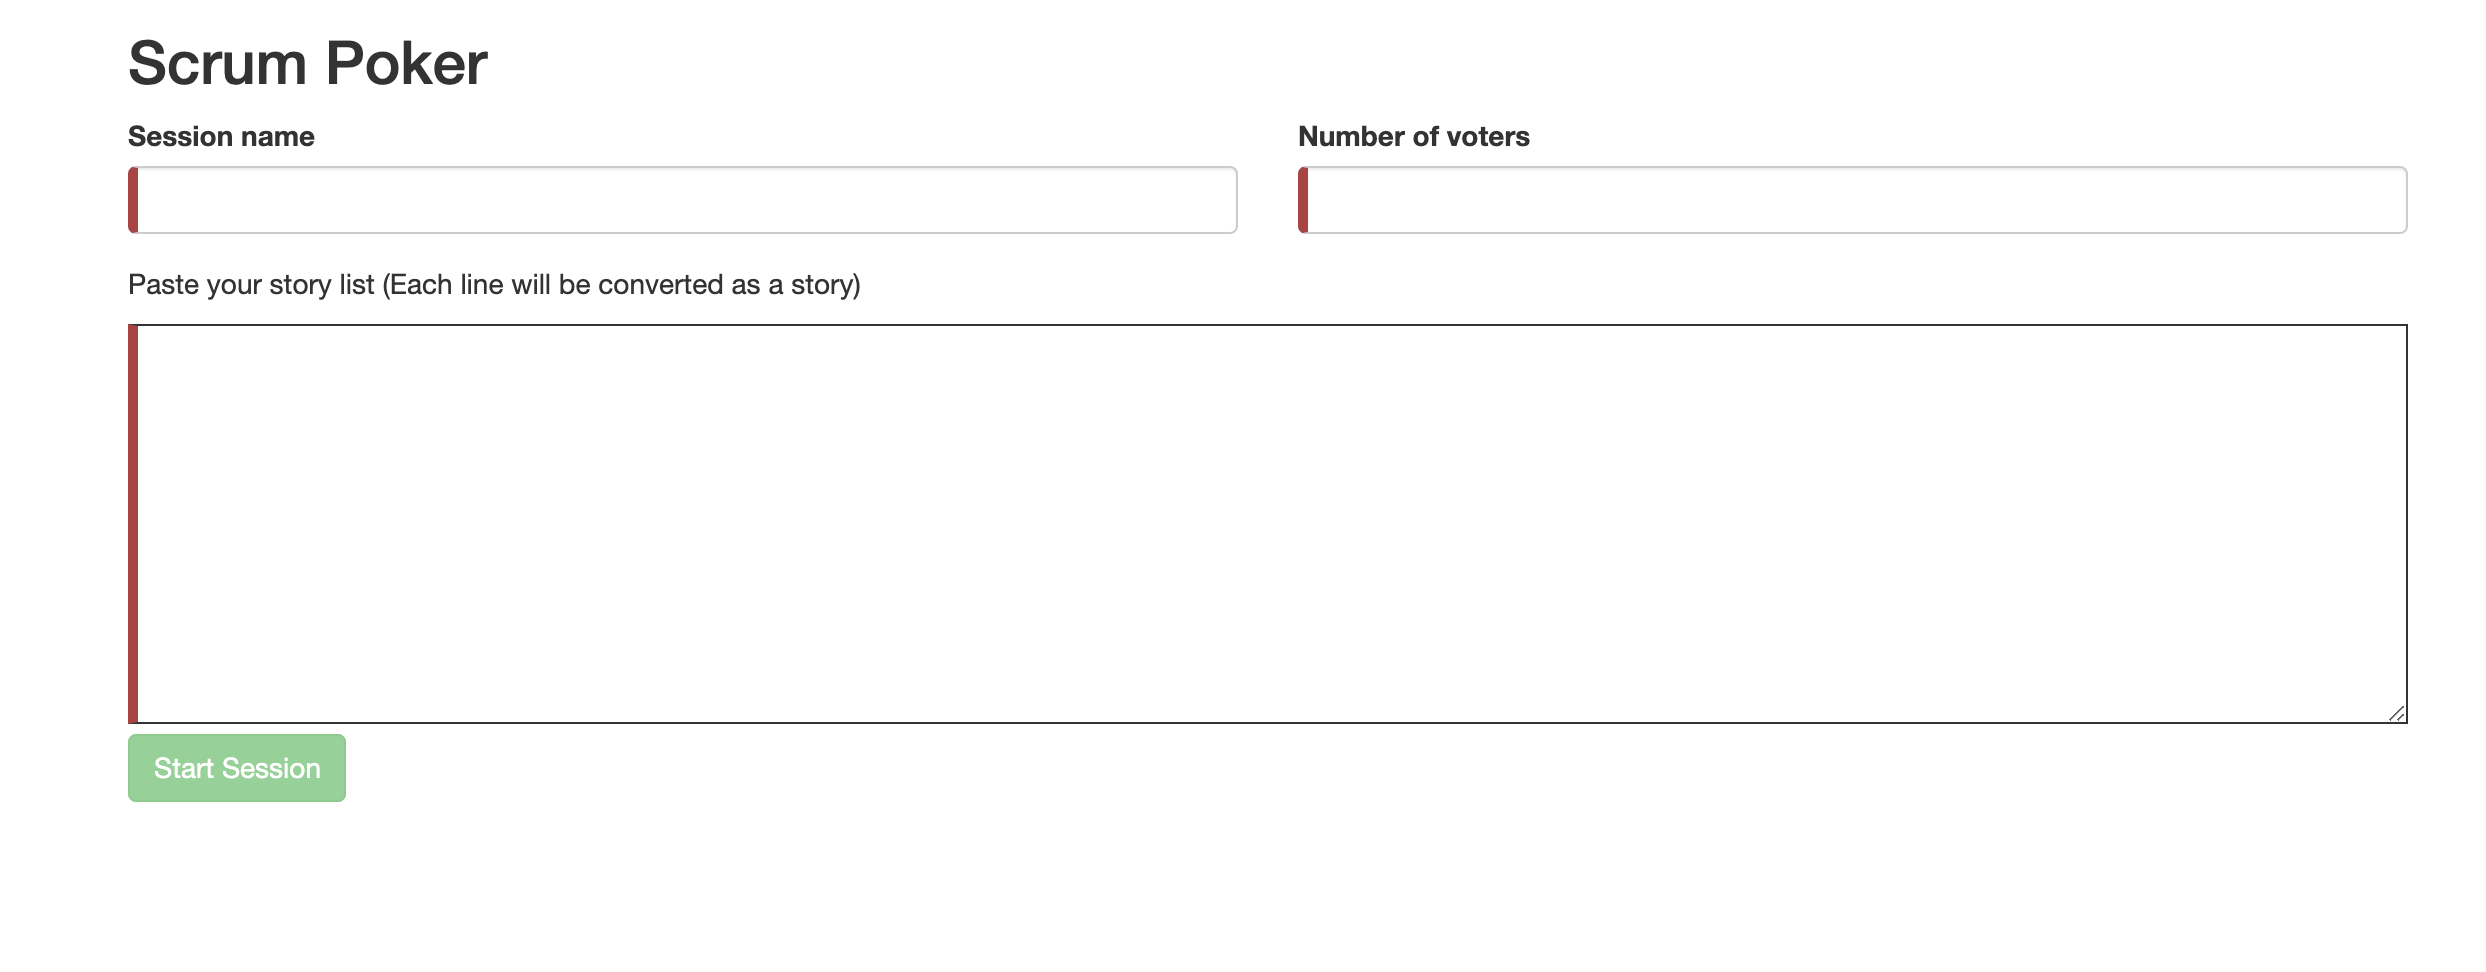 Scrum Poker
Session name
Number of voters
Paste your story list (Each line will be converted as a story)
Start Session